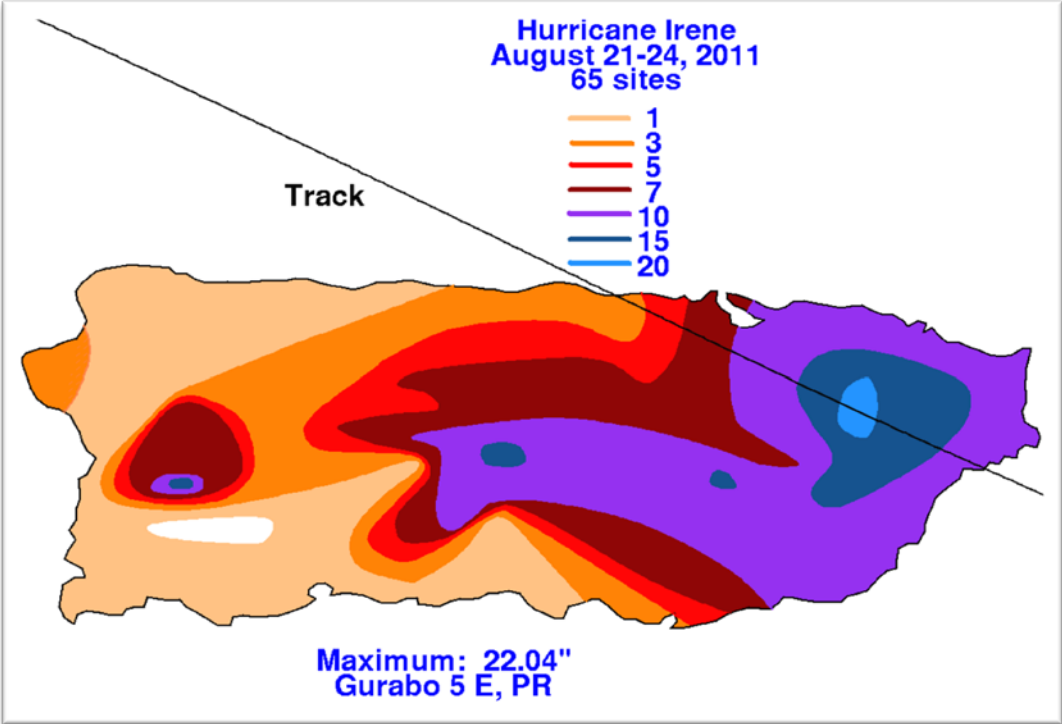 Hurricane Irene
August 21-24, 2011
65 sites
1
3
5
7
10
15
20
Track
Maximum:  22.04"
Gurabo 5 E, PR